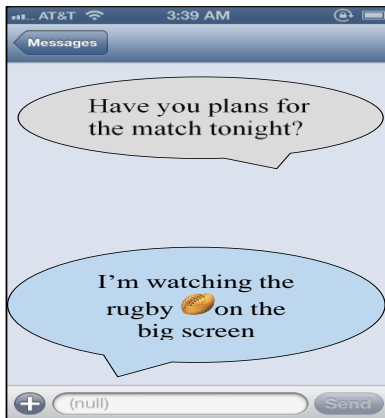 AT&T 3:39 AM
Messages
Have you plans for
the match tonight?
I'm watching the
rugby 🏉on the
big screen
(null)
Send